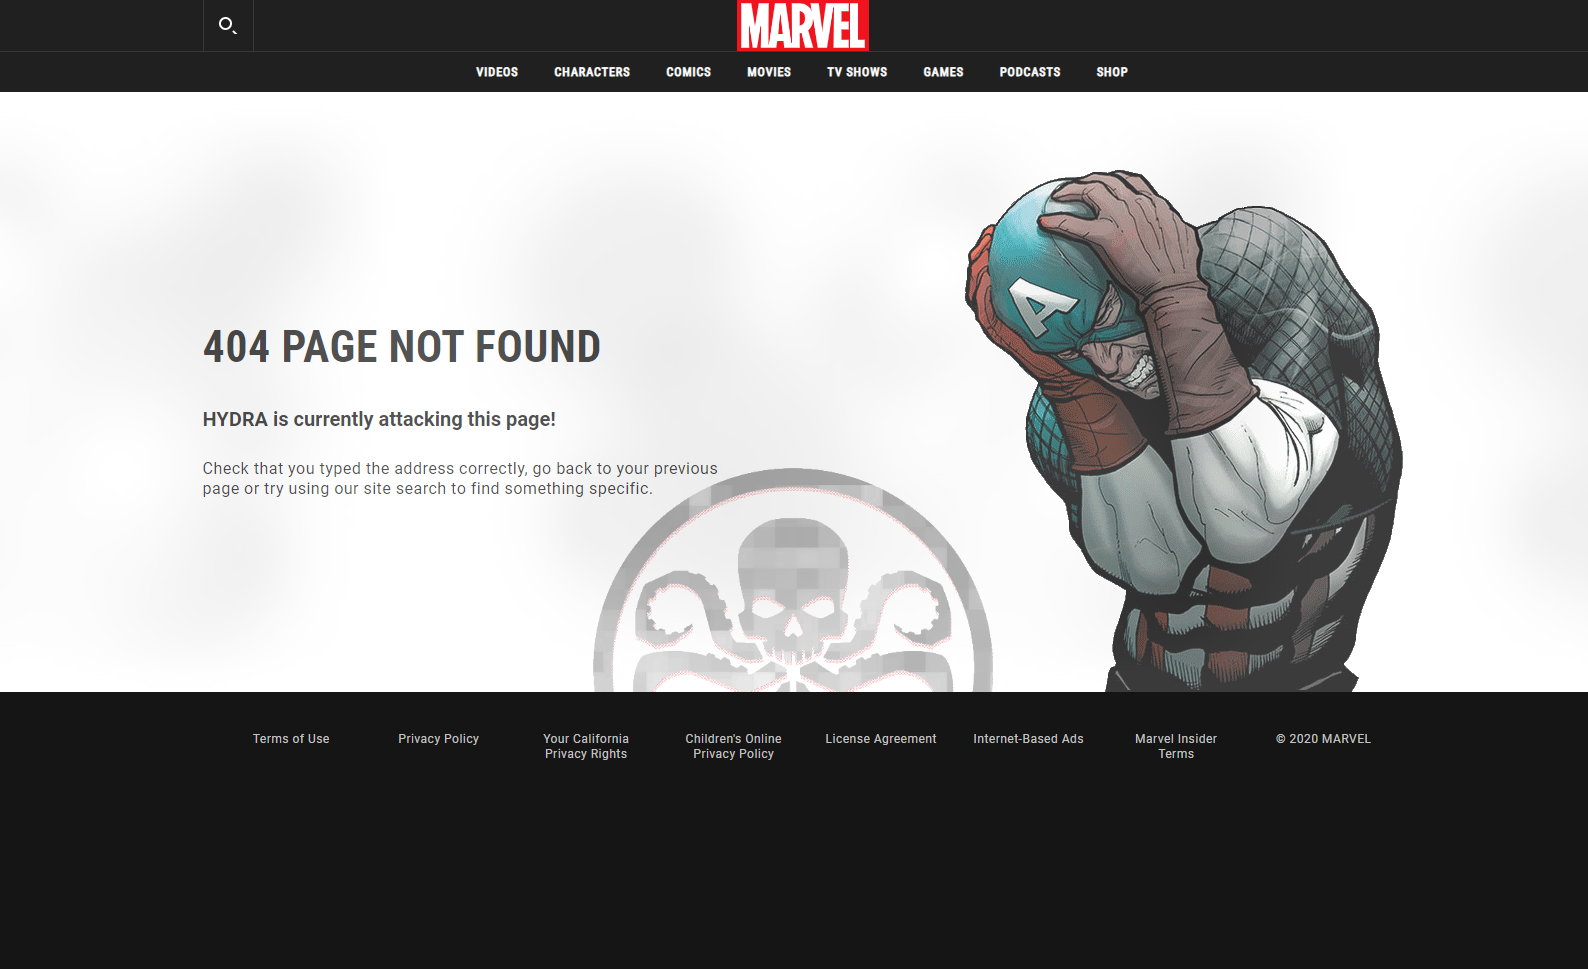 MARVEL
VIDEOS CHARACTERS COMICS MOVIES TV SHOWS GAMES PODCASTS SHOP
404 PAGE NOT FOUND
HYDRA is currently attacking this page!
Check that you typed the address correctly, go back to your previous
page or try using our site search to find something specific.
A
Terms of Use
Privacy Policy
Your California
Privacy Rights
Children's Online
Privacy Policy
License Agreement
Internet-Based Ads
Marvel Insider
Terms
© 2020 MARVEL